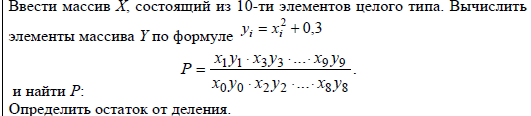 Ввести массив X, состоящий из 10-ти элементов целого типа. Вычислить
элементы массива Y по формуле y_i = x_i^2 + 0,3
и найти P: P = \frac{x_1 y_1 \cdot x_3 y_3 \cdot ... \cdot x_9 y_9}{x_0 y_0 \cdot x_2 y_2 \cdot ... \cdot x_8 y_8}.
Определить остаток от деления.